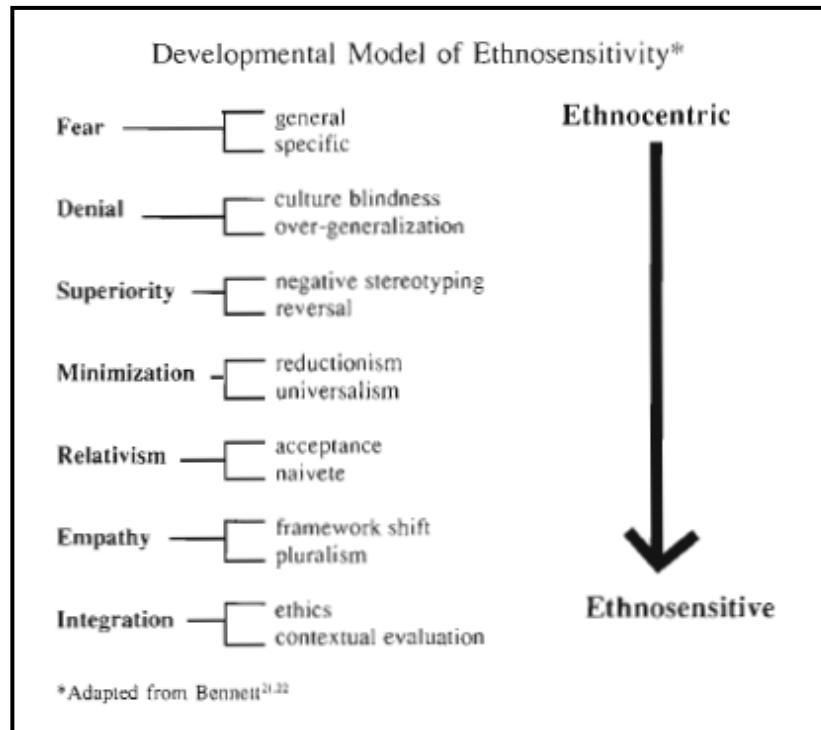 Developmental Model of Ethnosensitivity*
Ethnocentric
Fear
general
specific
Denial
culture blindness
over-generalization
Superiority
negative stereotyping
reversal
Minimization
reductionism
universalism
Relativism
acceptance
naivete
Empathy
framework shift
pluralism
Ethnosensitive
Integration
ethics
contextual evaluation
*Adapted from Bennett21,22